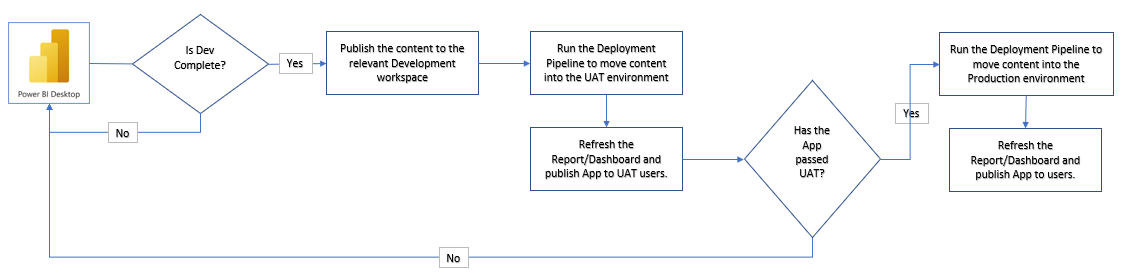 Power BI Desktop
Is Dev
Complete?
Yes
No
Publish the content to the
relevant Development
workspace
Run the Deployment
Pipeline to move content
into the UAT environment
Refresh the
Report/Dashboard and
publish App to UAT users.
Has the
App
passed
UAT?
Yes
No
Run the Deployment Pipeline to
move content into the
Production environment
Refresh the
Report/Dashboard and
publish App to users.